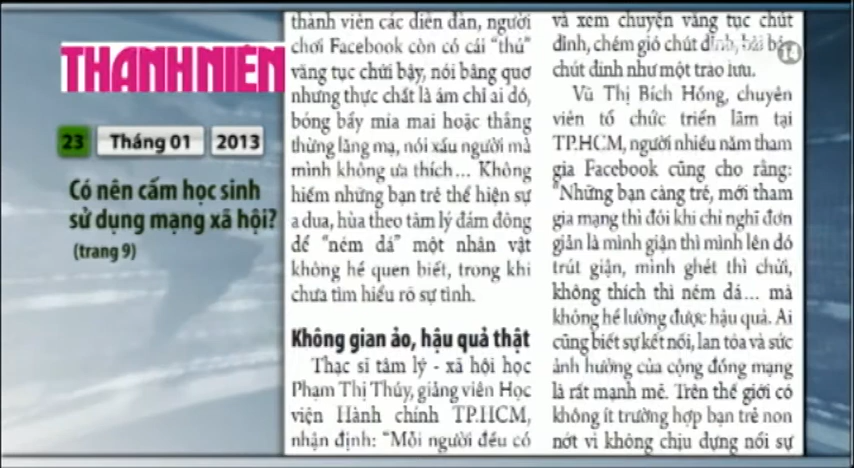 THANH NIÊN
23 Tháng 01 2013
Có nên cấm học sinh
sử dụng mạng xã hội?
(trang 9)
thành viên các diễn đàn, người
chơi Facebook còn có cái “thú”
văng tục chửi bậy, nói bâng quơ
nhưng thực chất là ám chỉ ai đó,
bóng bẩy mỉa mai hoặc thẳng
thừng lăng mạ, nói xấu người mà
mình không ưa thích... Không
hiếm những bạn trẻ thể hiện sự
a dua, hùa theo tâm lý đám đông
để “ném đá” một nhân vật
không hề quen biết, trong khi
chưa tìm hiểu rõ sự tình.
Không gian ảo, hậu quả thật
Thạc sĩ tâm lý - xã hội học
Phạm Thị Thúy, giảng viên Học
viện Hành chính TP.HCM,
nhận định: “Mỗi người đều có
và xem chuyện văng tục chút
đỉnh, chém gió chút đỉnh,
chút đỉnh như một trào lưu.
Vũ Thị Bích Hồng, chuyên
viên tổ chức triển lãm tại
TP.HCM, người nhiều năm tham
gia Facebook cũng cho rằng:
“Những bạn càng trẻ, mới tham
gia mạng thì đôi khi chỉ nghĩ đơn
giản là mình giận thì mình lên đó
trút giận, mình ghét thì chửi,
không thích thì ném đá... mà
không hề lường được hậu quả. Ai
cũng biết sự kết nối, lan tỏa và sức
ảnh hưởng của cộng đồng mạng
là rất mạnh mẽ. Trên thế giới có
không ít trường hợp bạn trẻ non
nớt vì không chịu đựng nổi sự